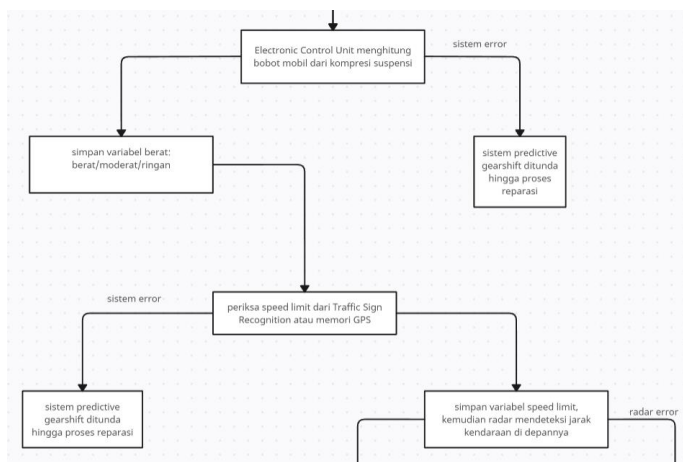 Electronic Control Unit menghitung
bobot mobil dari kompresi suspensi
sistem error
simpan variabel berat:
berat/moderat/ringan
sistem predictive
gearshift ditunda
hingga proses
reparasi
sistem error
periksa speed limit dari Traffic Sign
Recognition atau memori GPS
sistem predictive
gearshift ditunda
hingga proses reparasi
simpan variabel speed limit,
kemudian radar mendeteksi jarak
kendaraan di depannya
radar error